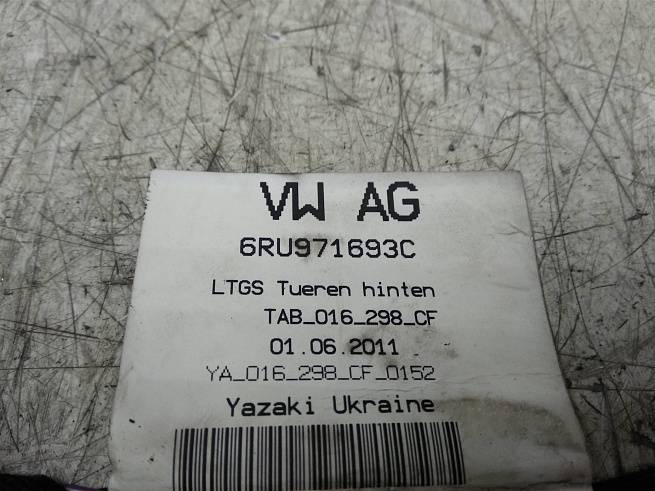 VW AG
6RU971693C
LTGS Tueren hinten
TAB_016_298_CF
01.06.2011
YA_016_298_CF_0152
Yazaki Ukraine